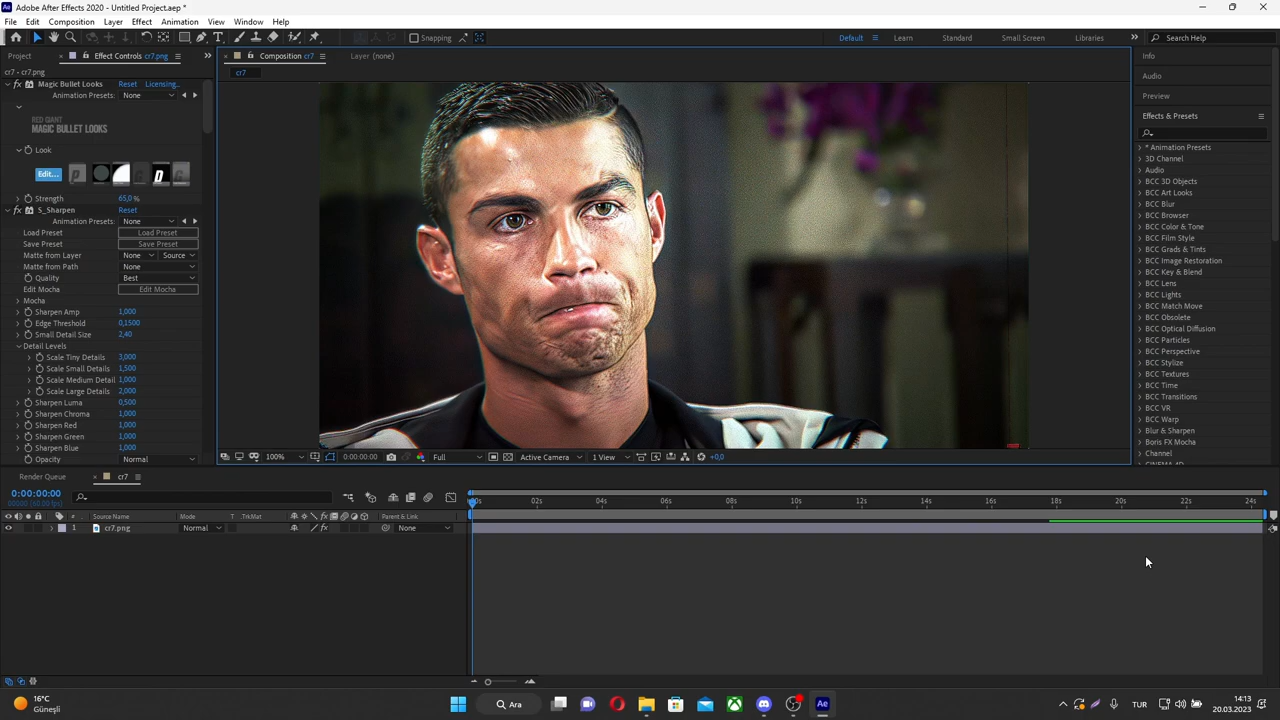 Adobe After Effects 2020 - Untitled Project.aep *
File Edit Composition Layer Effect Animation View Window Help
Snapping Default Learn Standard Small Screen Libraries Search Help
Project Effect Controls cr7.png Composition cr7 Layer (none) Info
cr7 - cr7.png cr7
Audio
Preview
Effects & Presets
Magic Bullet Looks Reset Licensing...
Animation Presets: None
RED GIANT
MAGIC BULLET LOOKS
Look
Edit...
Strength 65,0 %
S_Sharpen Reset
Animation Presets: None
Load Preset Load Preset
Save Preset Save Preset
Matte from Layer None Source
Matte from Path None
Quality Best
Edit Mocha Edit Mocha
Mocha
Sharpen Amp 1,000
Edge Threshold 0,1500
Small Detail Size 2,40
Detail Levels
Scale Tiny Details 3,000
Scale Small Details 1,500
Scale Medium Detail 1,000
Scale Large Details 2,000
Sharpen Luma 0,500
Sharpen Chroma 1,000
Sharpen Red 1,000
Sharpen Green 1,000
Sharpen Blue 1,000
Opacity Normal
* Animation Presets
3D Channel
Audio
BCC 3D Objects
BCC Art Looks
BCC Blur
BCC Browser
BCC Color & Tone
BCC Film Style
BCC Grads & Tints
BCC Image Restoration
BCC Key & Blend
BCC Lens
BCC Lights
BCC Match Move
BCC Obsolete
BCC Optical Diffusion
BCC Particles
BCC Perspective
BCC Stylize
BCC Textures
BCC Time
BCC Transitions
BCC VR
BCC Warp
Blur & Sharpen
Boris FX Mocha
Channel
CINEMA 4D
100% 0:00:00:00 Full Active Camera 1 View +0,0
Render Queue cr7
0:00:00:00
02s 04s 06s 08s 10s 12s 14s 16s 18s 20s 22s 24s
# Source Name Mode T .TrkMat Parent & Link
1 cr7.png Normal None
16°C
Güneşli
Ara
TUR
14:13
20.03.2023